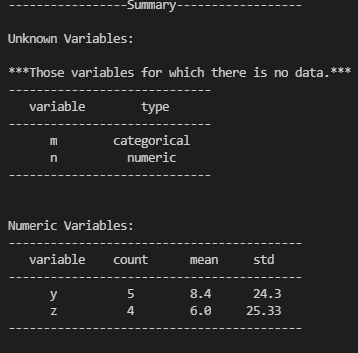 -----------------Summary------------------
Unknown Variables:
***Those variables for which there is no data.***
-----------------------------
variable type
-----------------------------
m categorical
n numeric
-----------------------------
Numeric Variables:
------------------------------------------
variable count mean std
------------------------------------------
y 5 8.4 24.3
z 4 6.0 25.33
------------------------------------------